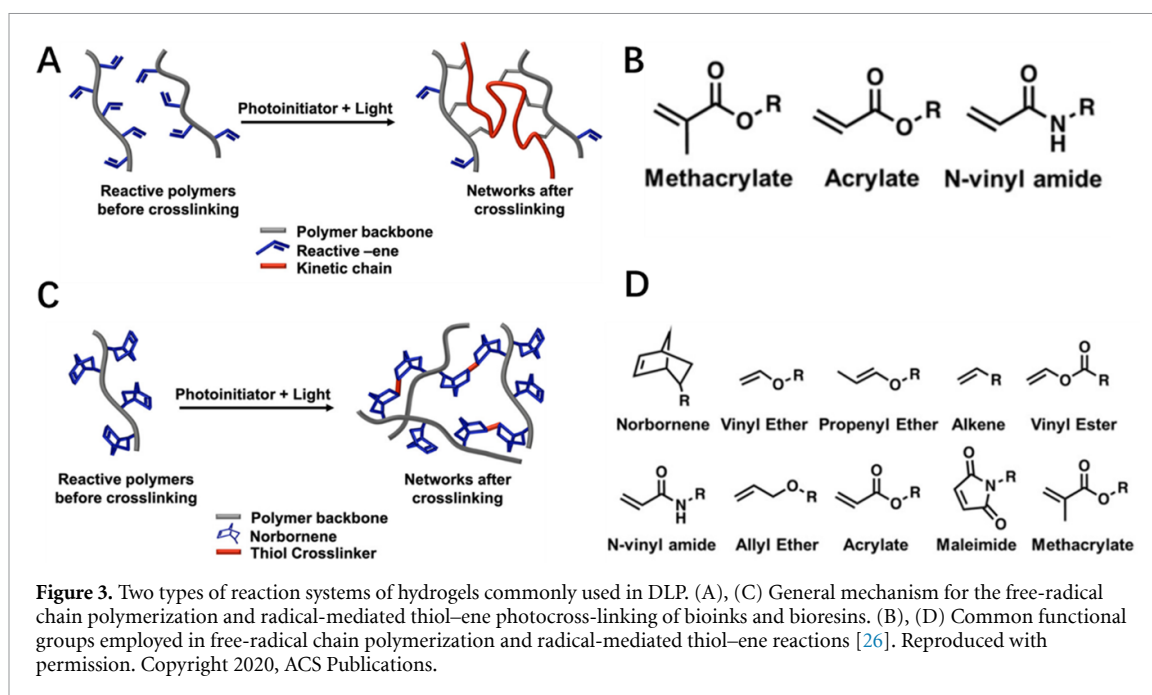 A
Photoinitiator + Light
Reactive polymers
before crosslinking
Networks after
crosslinking
Polymer backbone
Reactive –ene
Kinetic chain
B
O
O
R
Methacrylate
O
O
R
Acrylate
O
N
H
R
N-vinyl amide
C
Photoinitiator + Light
Reactive polymers
before crosslinking
Networks after
crosslinking
Polymer backbone
Norbornene
Thiol Crosslinker
D
R
Norbornene
O
R
Vinyl Ether
O
R
Propenyl Ether
R
Alkene
O
O
R
Vinyl Ester
O
N
H
R
N-vinyl amide
O
R
Allyl Ether
O
O
R
Acrylate
O
N
R
O
Maleimide
O
O
R
Methacrylate
Figure 3. Two types of reaction systems of hydrogels commonly used in DLP. (A), (C) General mechanism for the free-radical
chain polymerization and radical-mediated thiol–ene photocross-linking of bioinks and bioresins. (B), (D) Common functional
groups employed in free-radical chain polymerization and radical-mediated thiol–ene reactions [26]. Reproduced with
permission. Copyright 2020, ACS Publications.